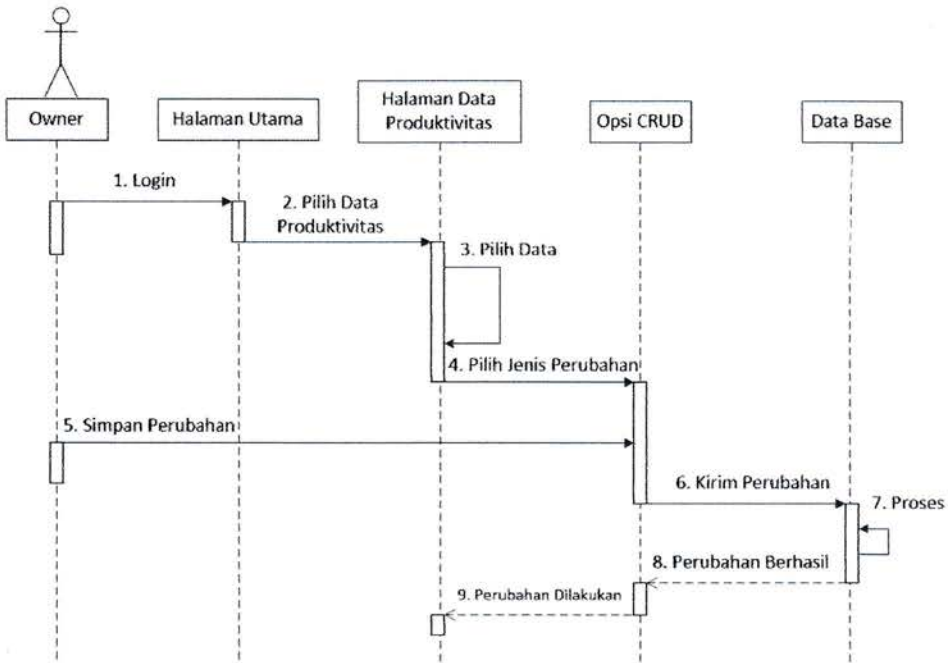 Owner
Halaman Utama
Halaman Data
Produktivitas
Opsi CRUD
Data Base
1. Login
2. Pilih Data
Produktivitas
3. Pilih Data
4. Pilih Jenis Perubahan
5. Simpan Perubahan
6. Kirim Perubahan
7. Proses
8. Perubahan Berhasil
9. Perubahan Dilakukan